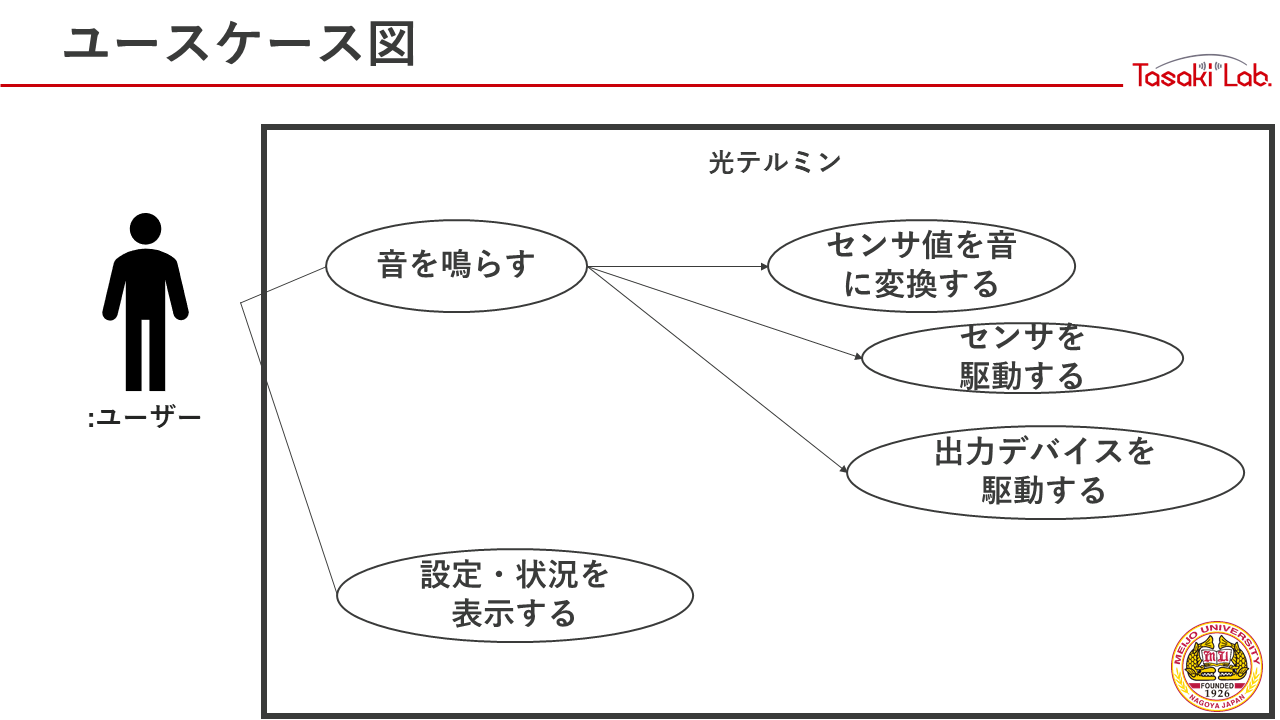 ユースケース図
Tasaki Lab.
光テルミン
音を鳴らす
センサ値を音
に変換する
センサを
駆動する
出力デバイスを
駆動する
:ユーザー
設定・状況を
表示する
MEIJO UNIVERSITY
FOUNDED
1926
NAGOYA JAPAN